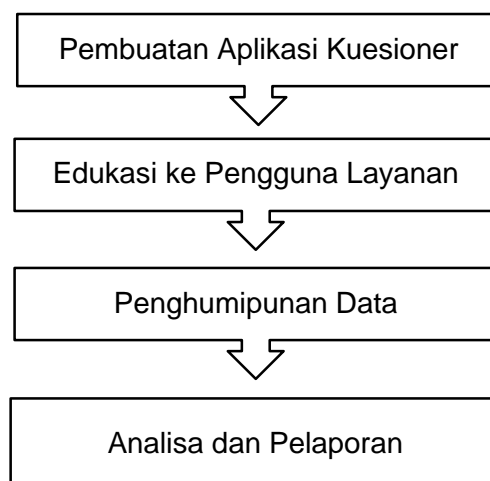 Pembuatan Aplikasi Kuesioner
Edukasi ke Pengguna Layanan
Penghumipunan Data
Analisa dan Pelaporan